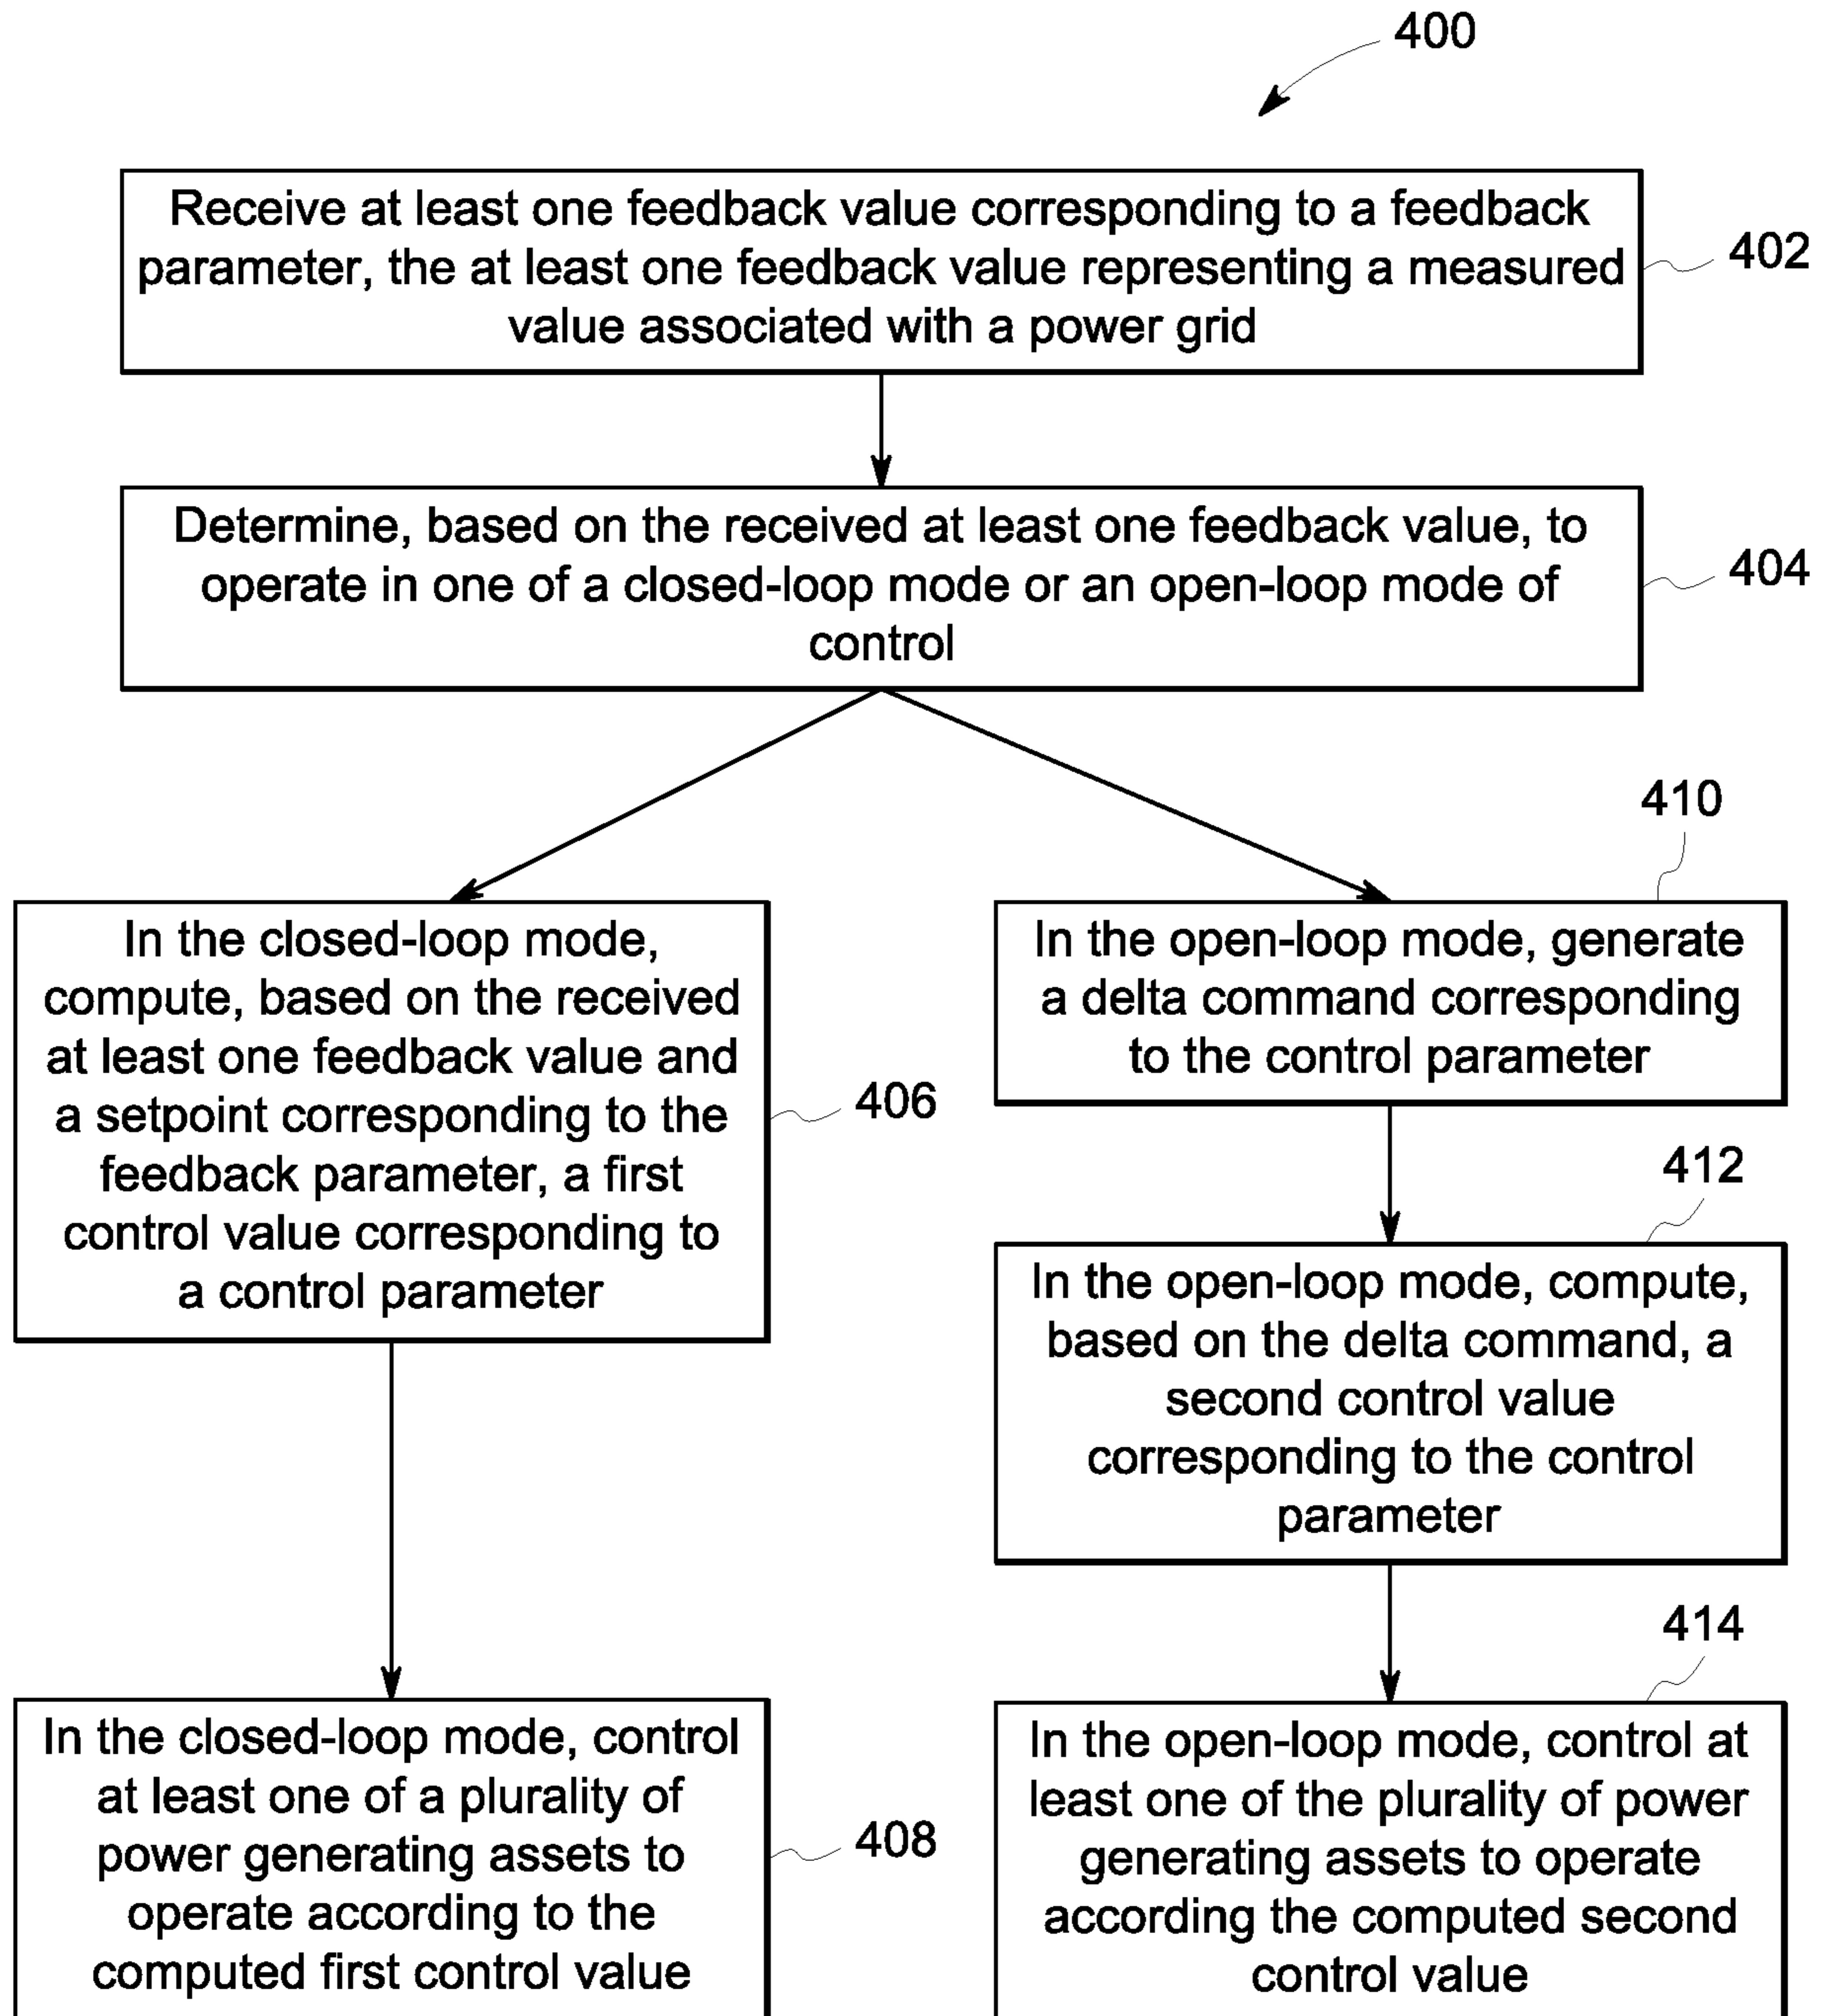 400
Receive at least one feedback value corresponding to a feedback
parameter, the at least one feedback value representing a measured
value associated with a power grid
402
Determine, based on the received at least one feedback value, to
operate in one of a closed-loop mode or an open-loop mode of
control
404
In the closed-loop mode,
compute, based on the received
at least one feedback value and
a setpoint corresponding to the
feedback parameter, a first
control value corresponding to
a control parameter
406
In the closed-loop mode, control
at least one of a plurality of
power generating assets to
operate according to the
computed first control value
408
410
In the open-loop mode, generate
a delta command corresponding
to the control parameter
412
In the open-loop mode, compute,
based on the delta command, a
second control value
corresponding to the control
parameter
414
In the open-loop mode, control at
least one of the plurality of power
generating assets to operate
according the computed second
control value